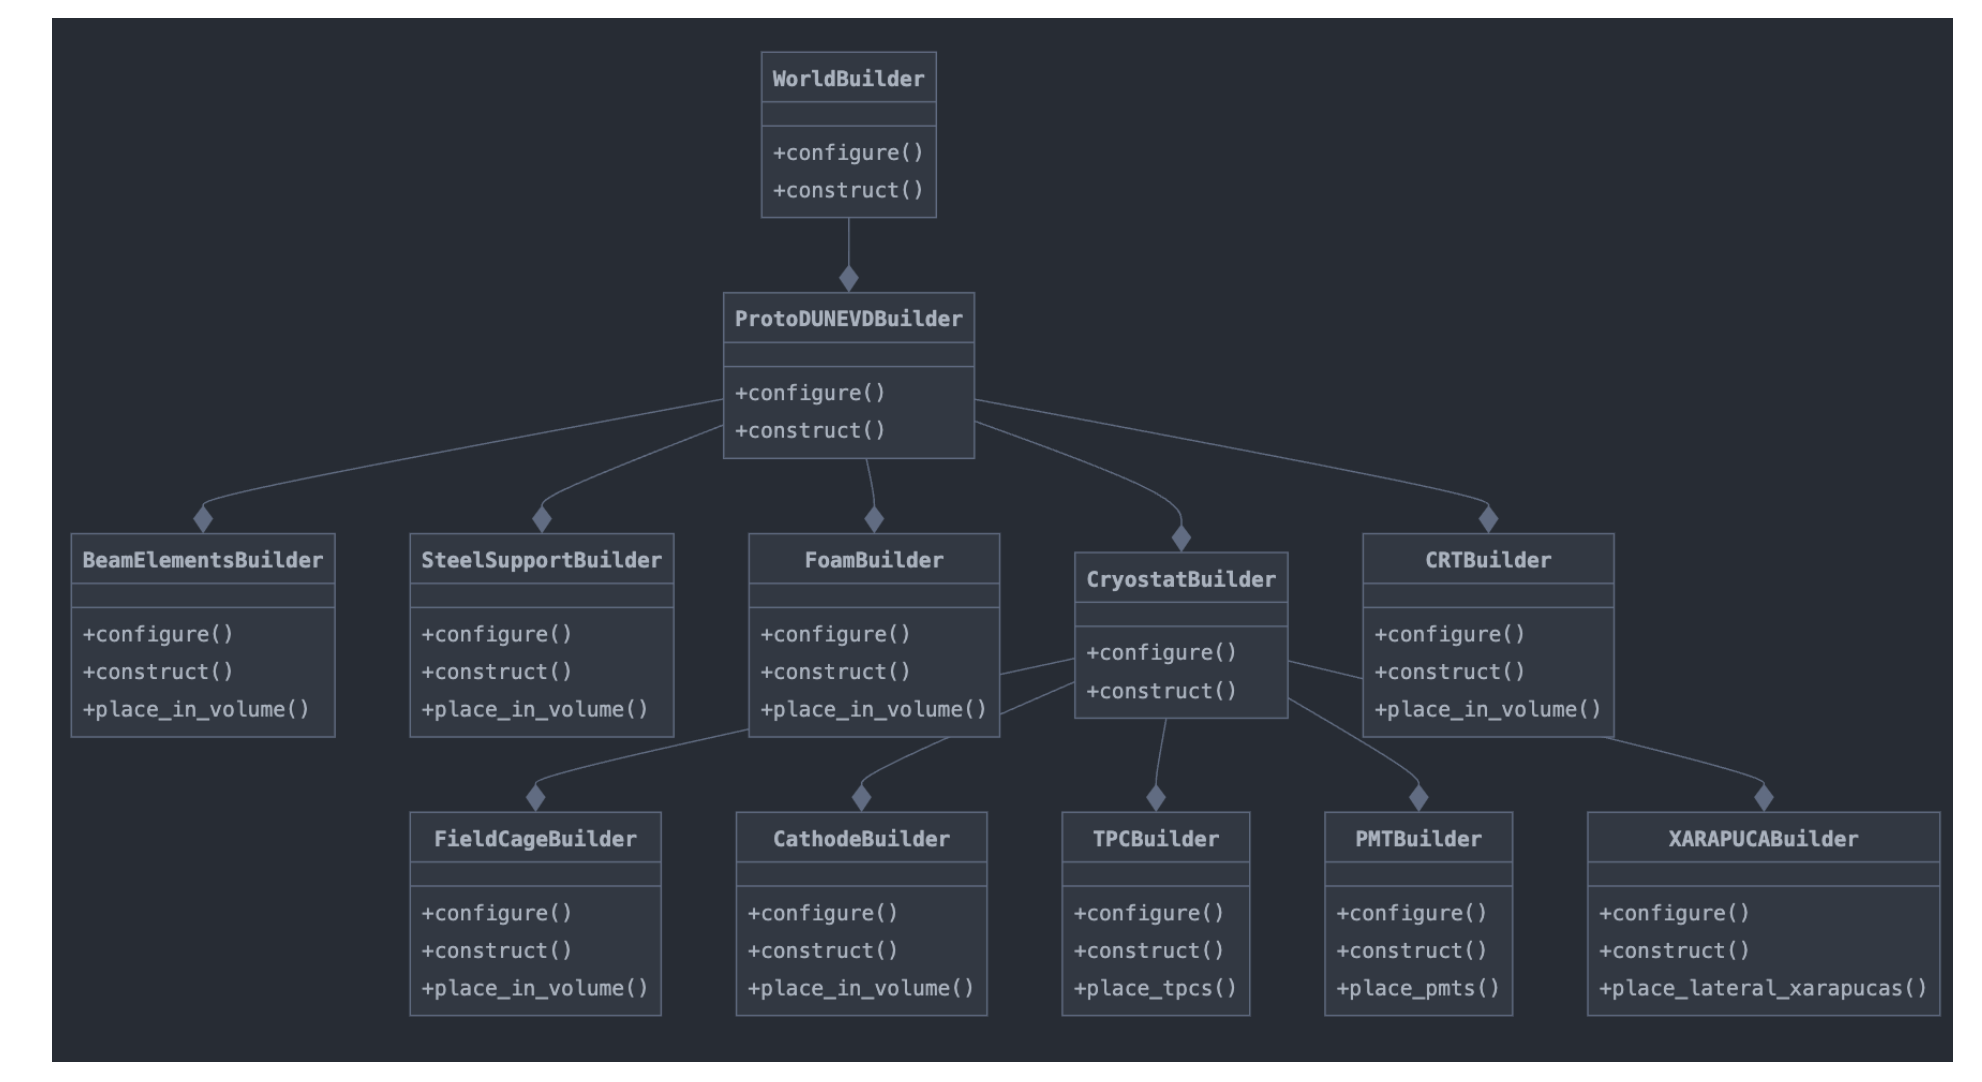 WorldBuilder
+configure()
+construct()
ProtoDUNEVDBuilder
+configure()
+construct()
BeamElementsBuilder
+configure()
+construct()
+place_in_volume()
SteelSupportBuilder
+configure()
+construct()
+place_in_volume()
FoamBuilder
+configure()
+construct()
+place_in_volume()
CryostatBuilder
+configure()
+construct()
CRTBuilder
+configure()
+construct()
+place_in_volume()
FieldCageBuilder
+configure()
+construct()
+place_in_volume()
CathodeBuilder
+configure()
+construct()
+place_in_volume()
TPCBuilder
+configure()
+construct()
+place_tpcs()
PMTBuilder
+configure()
+construct()
+place_pmts()
XARAPUCABuilder
+configure()
+construct()
+place_lateral_xarapucas()